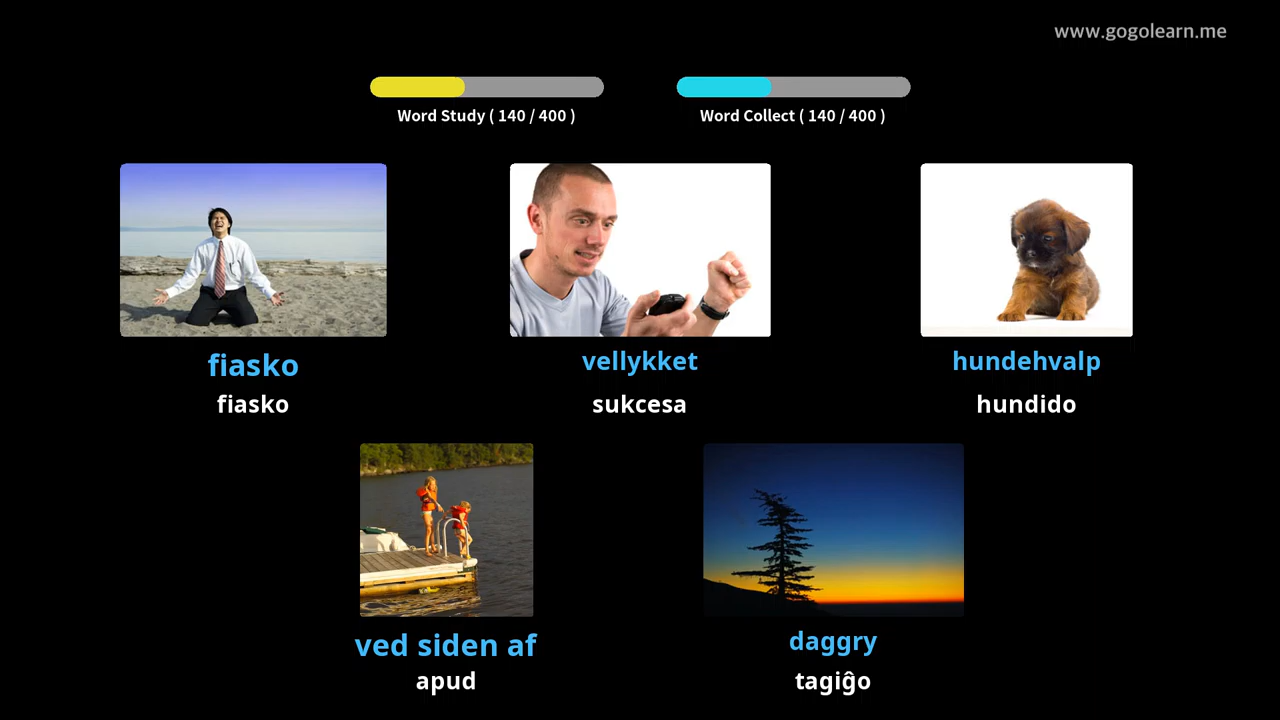 www.gogolearn.me
Word Study ( 140 / 400 )
Word Collect ( 140 / 400 )
fiasko
fiasko
vellykket
sukcesa
hundehvalp
hundido
ved siden af
apud
daggry
tagiĝo